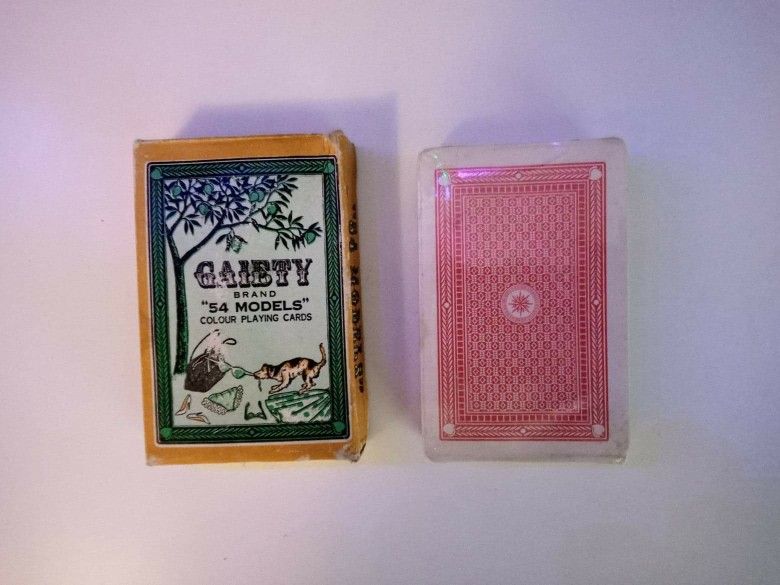 GAIETY
BRAND
"54 MODELS"
COLOUR PLAYING CARDS